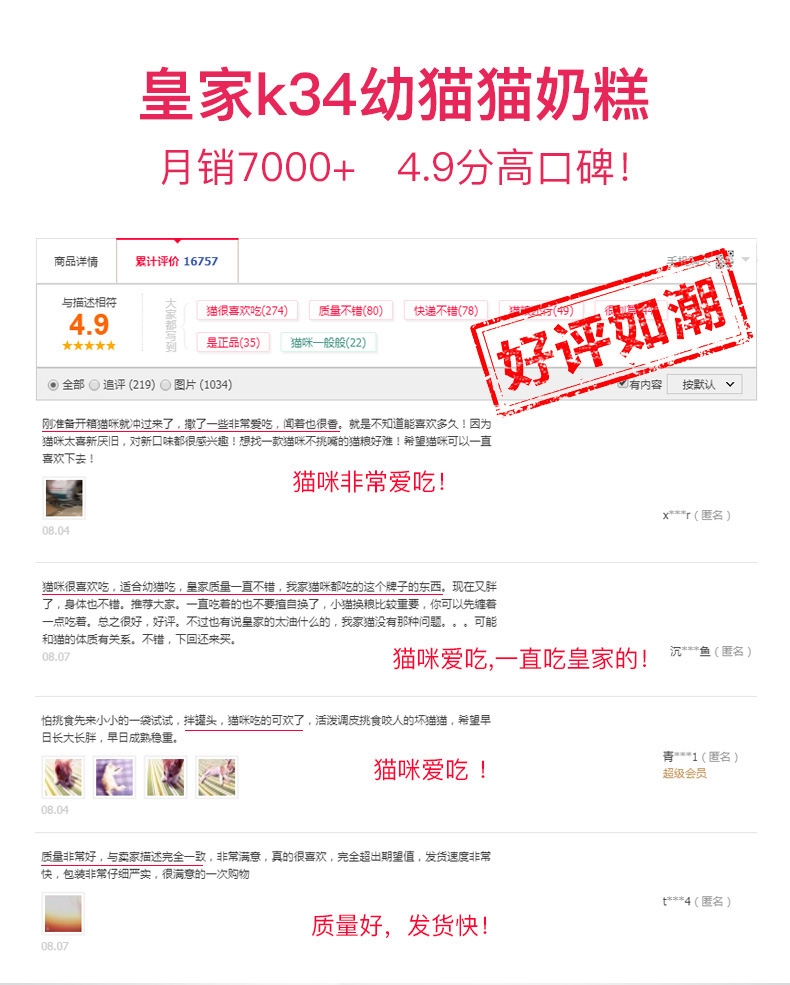 皇家k34幼猫猫奶糕
月销7000+ 4.9分高口碑！
商品详情 累计评价 16757
与描述相符
4.9
大家都写到
猫很喜欢吃(274) 质量不错(80) 快递不错(78)
是正品(35) 猫咪一般般(22)
好评如潮
全部 追评 (219) 图片 (1034) 有内容 按默认
刚准备开箱猫咪就冲过来了，撒了一些非常爱吃，闻着也很香。就是不知道能喜欢多久！因为
猫咪太喜新厌旧，对新口味都很感兴趣！想找一款猫咪不挑嘴的猫粮好难！希望猫咪可以一直
喜欢下去！
猫咪非常爱吃！
x***r（匿名）
08.04
猫咪很喜欢吃，适合幼猫吃，皇家质量一直不错，我家猫咪都吃的这个牌子的东西。现在又胖
了，身体也不错。推荐大家。一直吃着的也不要擅自换了，小猫换粮比较重要，你可以先缠着
一点吃着。总之很好，好评。不过也有说皇家的太油什么的，我家猫没有那种问题。。。可能
和猫的体质有关系。不错，下回还来买。
08.07
猫咪爱吃,一直吃皇家的！
沉***鱼（匿名）
怕挑食先来小小的一袋试试，拌罐头，猫咪吃的可欢了，活泼调皮挑食咬人的坏猫猫，希望早
日长大长胖，早日成熟稳重。
猫咪爱吃 ！
青***1（匿名）
超级会员
08.04
质量非常好，与卖家描述完全一致，非常满意，真的很喜欢，完全超出期望值，发货速度非常
快，包装非常仔细严实，很满意的一次购物
质量好，发货快！
t***4（匿名）
08.07